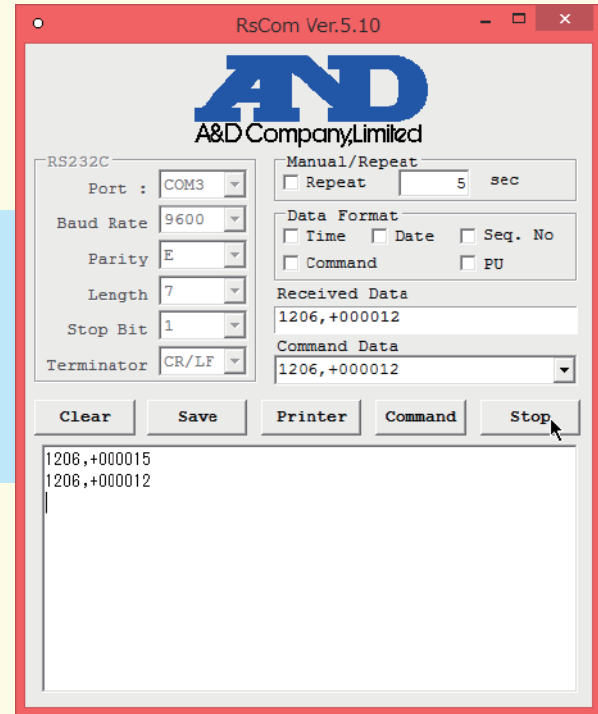 RsCom Ver.5.10
AND
A&D Company,Limited
RS232C
Port : COM3
Baud Rate 9600
Parity E
Length 7
Stop Bit 1
Terminator CR/LF
Manual/Repeat
Repeat 5 sec
Data Format
Time Date Seq. No
Command PU
Received Data
1206,+000012
Command Data
1206,+000012
Clear Save Printer Command Stop
1206,+000015
1206,+000012